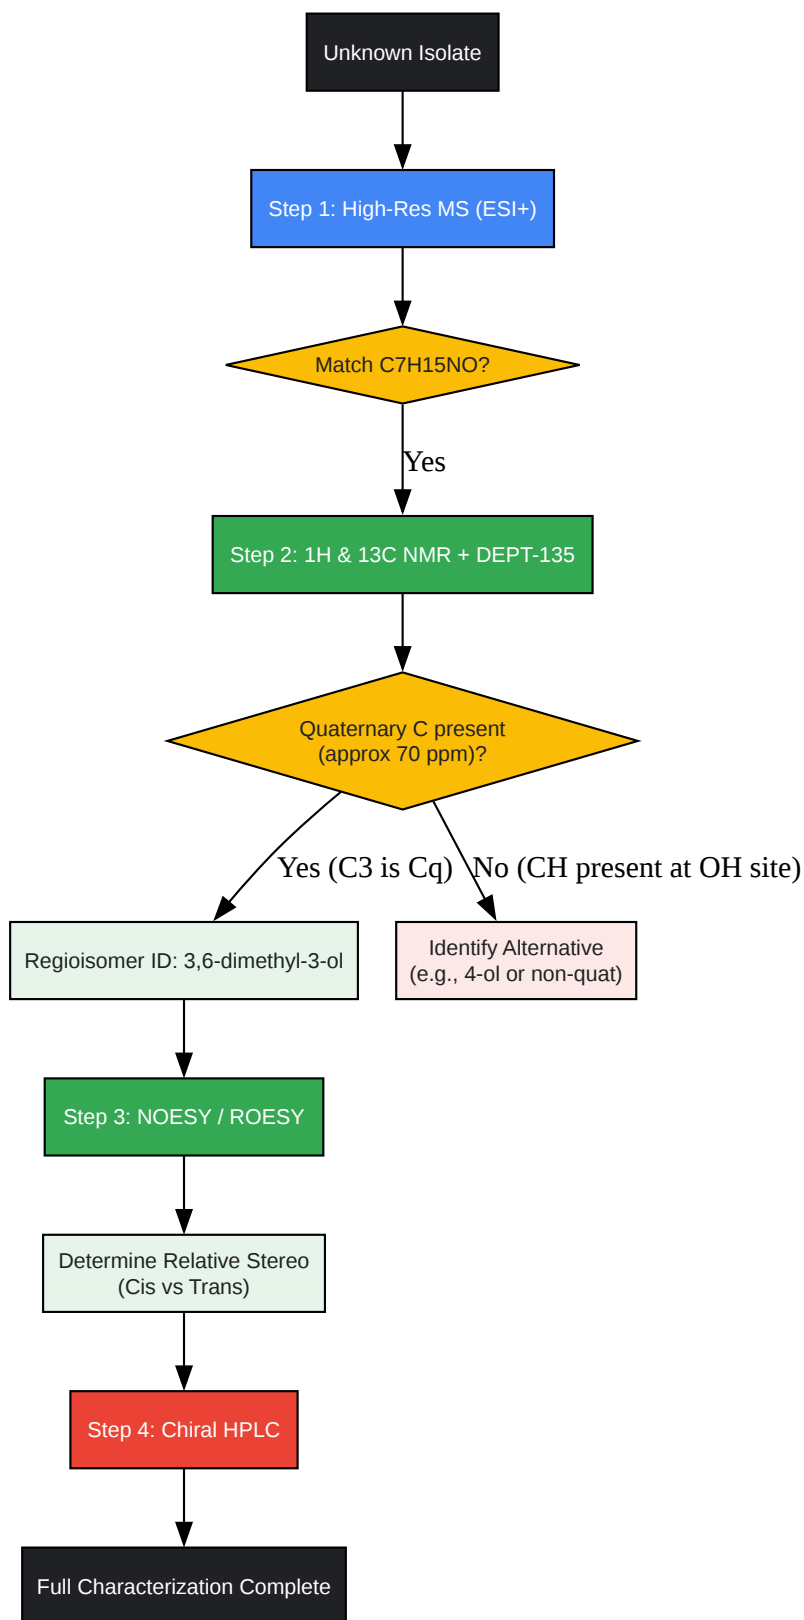 Unknown Isolate
Step 1: High-Res MS (ESI+)
Match C7H15NO?
Yes
Step 2: 1H & 13C NMR + DEPT-135
Quaternary C present
(approx 70 ppm)?
Yes (C3 is Cq)
No (CH present at OH site)
Regioisomer ID: 3,6-dimethyl-3-ol
Identify Alternative
(e.g., 4-ol or non-quat)
Step 3: NOESY / ROESY
Determine Relative Stereo
(Cis vs Trans)
Step 4: Chiral HPLC
Full Characterization Complete